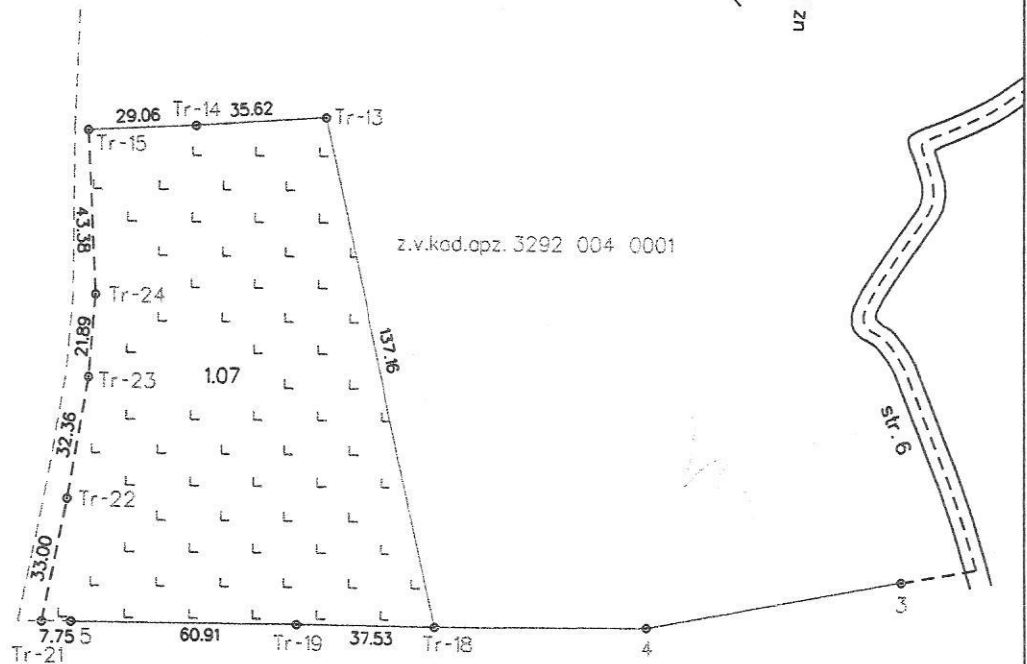 zn
29.06 Tr-14 35.62 Tr-13
Tr-15
43.38
z.v.kad.apz. 3292 004 0001
Tr-24
21.89
137.16
Tr-23 1.07
32.36
str. 6
Tr-22
33.00
3
7.75 5 60.91 Tr-19 37.53 Tr-18 4
Tr-21